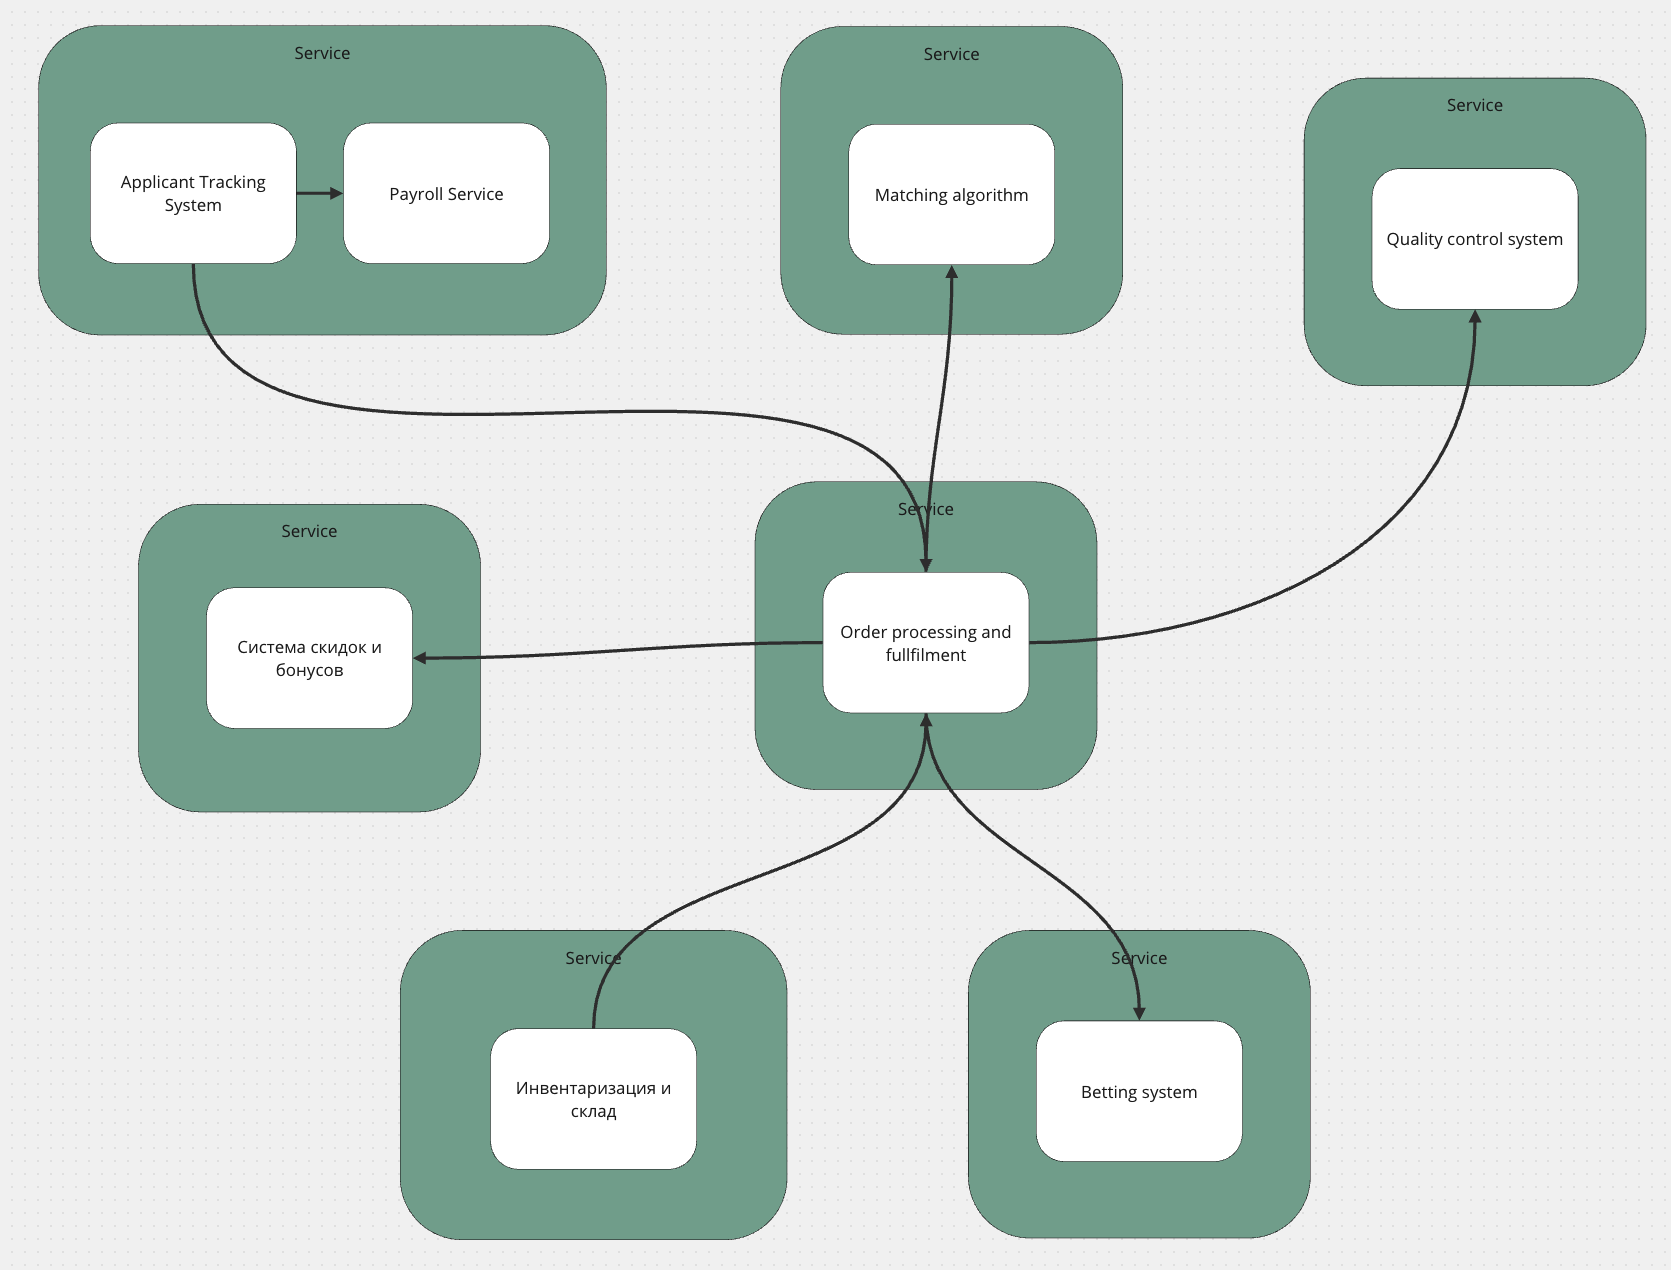 Service
Applicant Tracking
System
Payroll Service
Service
Matching algorithm
Service
Quality control system
Service
Система скидок и
бонусов
Service
Order processing and
fullfilment
Service
Инвентаризация и
склад
Service
Betting system